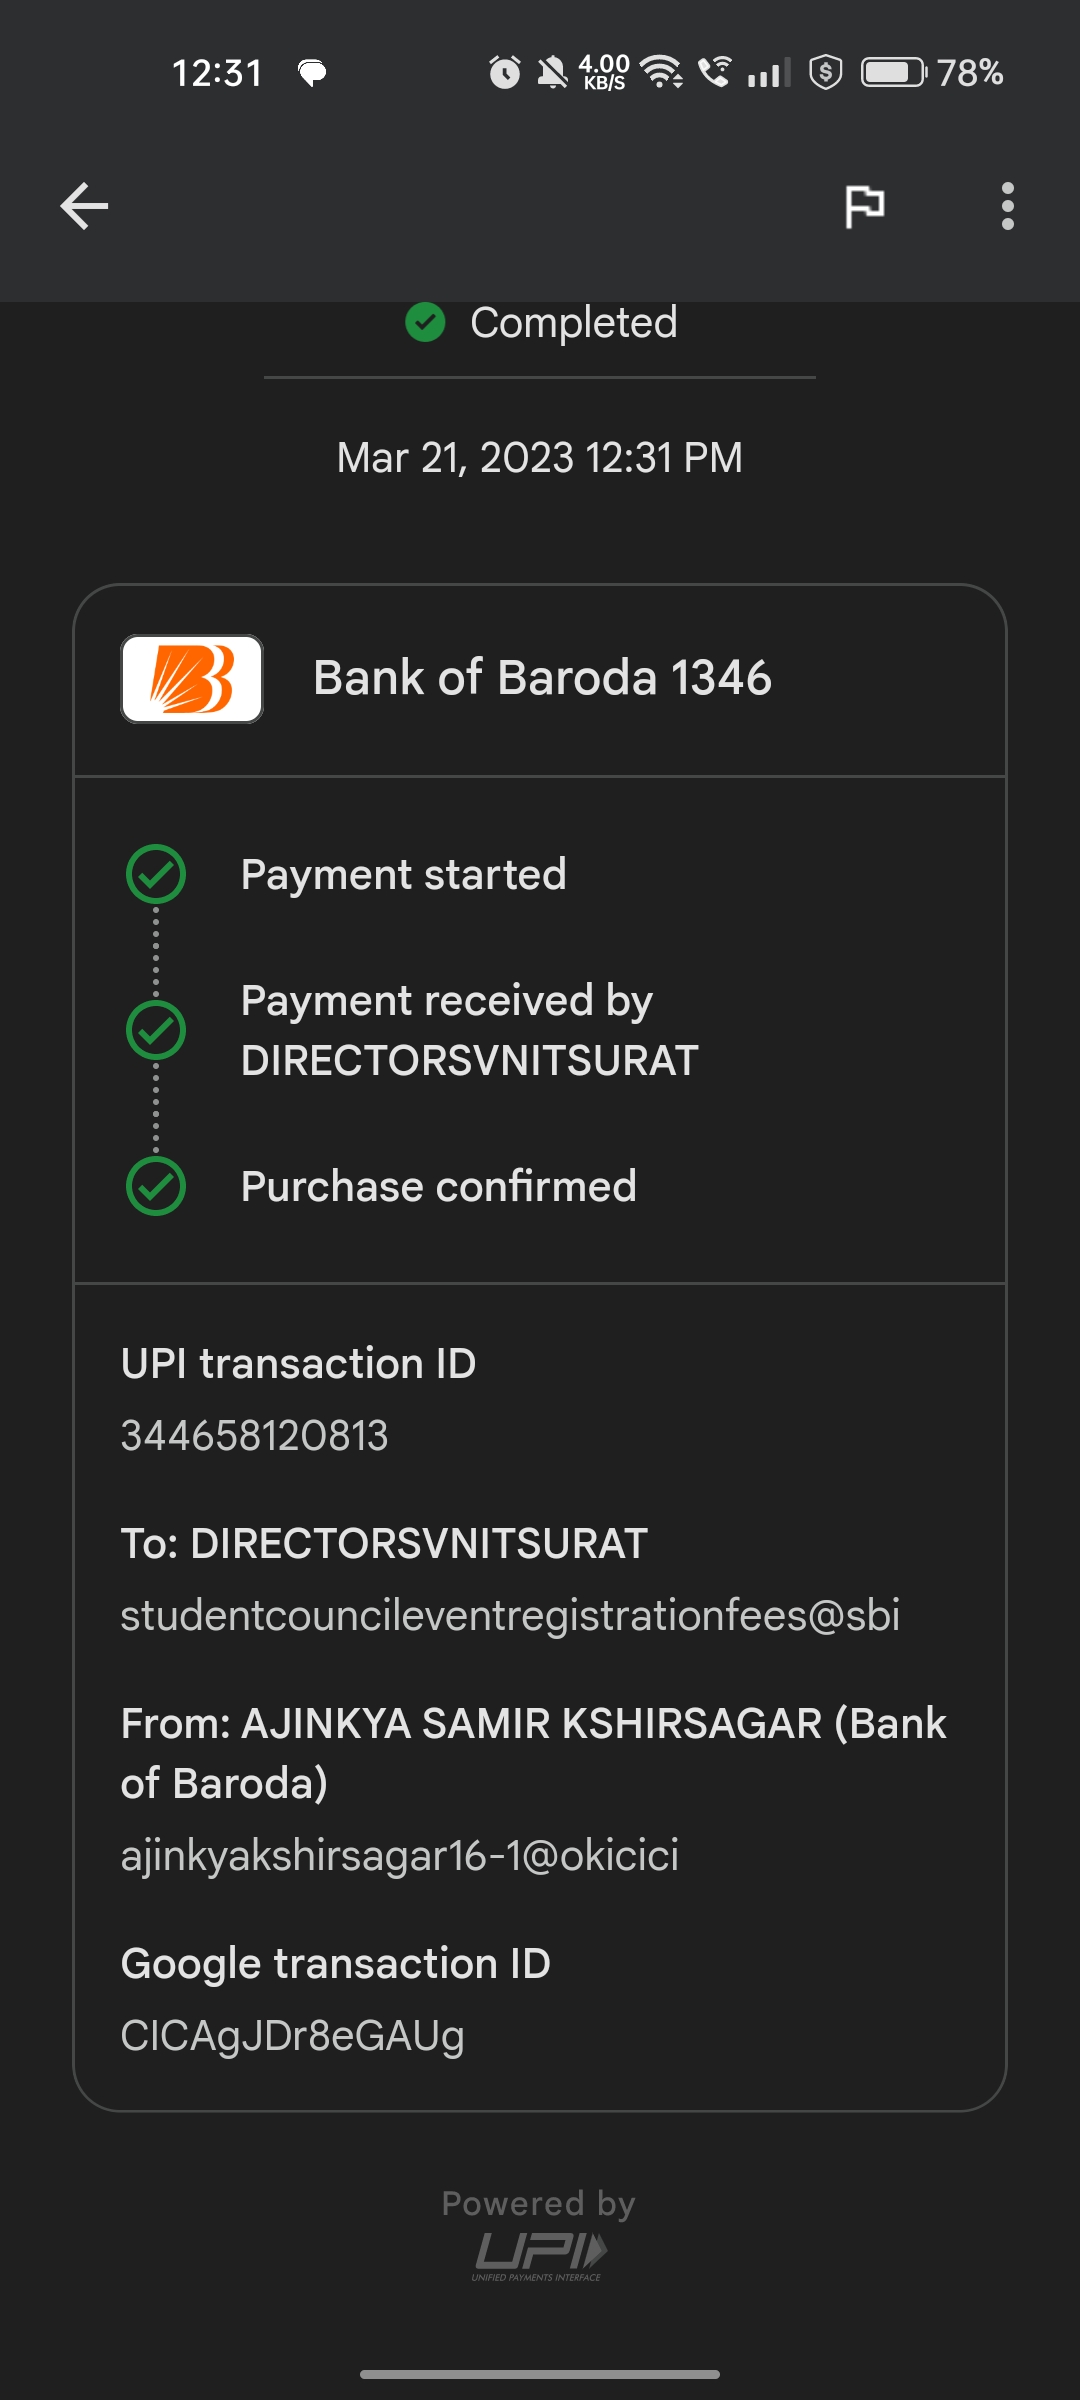 12:31
4.00
KB/S
78%
Completed
Mar 21, 2023 12:31 PM
Bank of Baroda 1346
Payment started
Payment received by
DIRECTORSVNITSURAT
Purchase confirmed
UPI transaction ID
344658120813
To: DIRECTORSVNITSURAT
studentcouncileventregistrationfees@sbi
From: AJINKYA SAMIR KSHIRSAGAR (Bank
of Baroda)
ajinkyakshirsagar16-1@okicici
Google transaction ID
CICAgJDr8eGAUg
Powered by
UPI
UNIFIED PAYMENTS INTERFACE